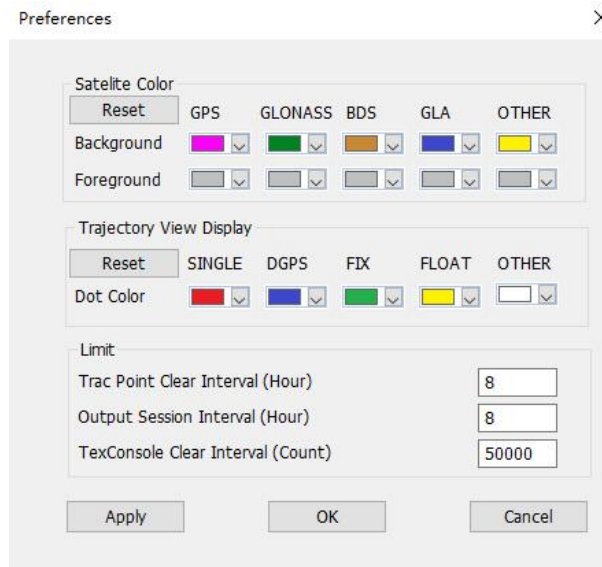 Preferences
Satelite Color
Reset GPS GLONASS BDS GLA OTHER
Background
Foreground
Trajectory View Display
Reset SINGLE DGPS FIX FLOAT OTHER
Dot Color
Limit
Trac Point Clear Interval (Hour) 8
Output Session Interval (Hour) 8
TexConsole Clear Interval (Count) 50000
Apply OK Cancel